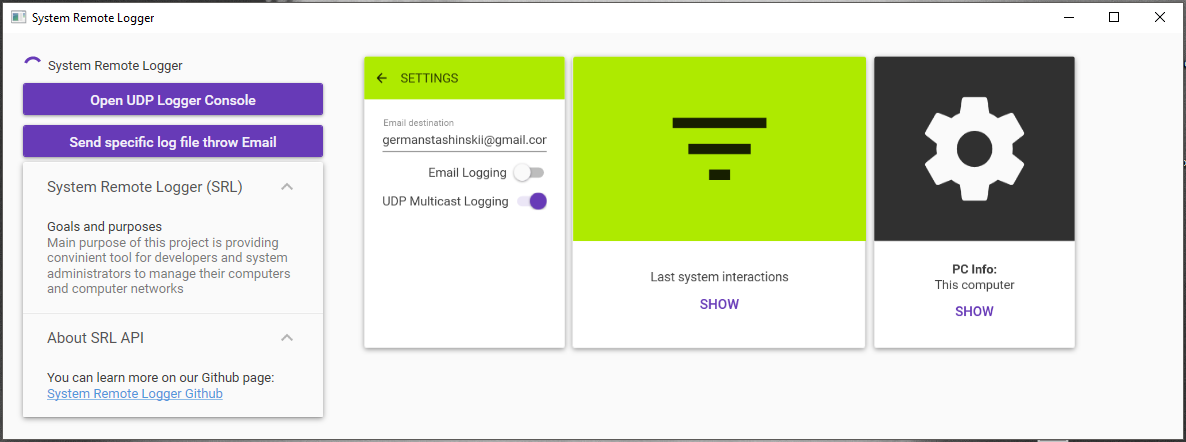 System Remote Logger
System Remote Logger
Open UDP Logger Console
Send specific log file throw Email
System Remote Logger (SRL)
Goals and purposes
Main purpose of this project is providing
convinient tool for developers and system
administrators to manage their computers
and computer networks
About SRL API
You can learn more on our Github page:
System Remote Logger Github
SETTINGS
Email destination
germanstashinskii@gmail.cor
Email Logging
UDP Multicast Logging
Last system interactions
SHOW
PC Info:
This computer
SHOW